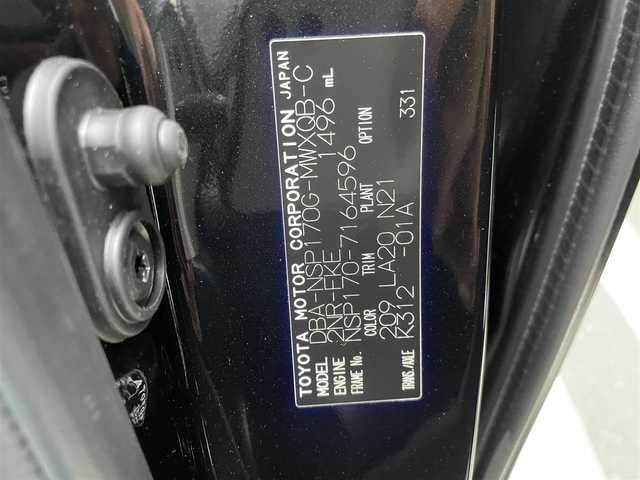 TOYOTA MOTOR CORPORATION JAPAN
MODEL DBA-NSP170G-MWXQB-C
ENGINE 2NR-FKE 1496 mL
FRAME No. NSP170-7164596
COLOR TRIM PLANT OPTION
209 LA20 N21
TRANS./AXLE K312 -01A 331